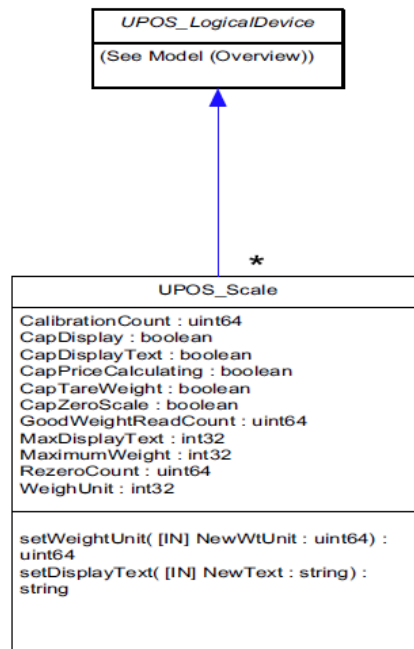 UPOS_LogicalDevice
(See Model (Overview))
*
UPOS_Scale
CalibrationCount : uint64
CapDisplay : boolean
CapDisplayText : boolean
CapPriceCalculating : boolean
CapTareWeight : boolean
CapZeroScale : boolean
GoodWeightReadCount : uint64
MaxDisplayText : int32
MaximumWeight : int32
RezeroCount : uint64
WeighUnit : int32
setWeightUnit( [IN] NewWtUnit : uint64) :
uint64
setDisplayText( [IN] NewText : string) :
string